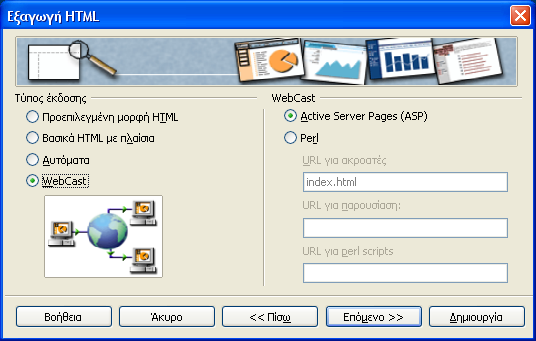 Εξαγωγή HTML
Τύπος έκδοσης
Προεπιλεγμένη μορφή HTML
Βασικά HTML με πλαίσια
Αυτόματα
WebCast
WebCast
Active Server Pages (ASP)
Perl
URL για ακροατές
index.html
URL για παρουσίαση:
URL για perl scripts
Βοήθεια
Άκυρο
<< Πίσω
Επόμενο >>
Δημιουργία